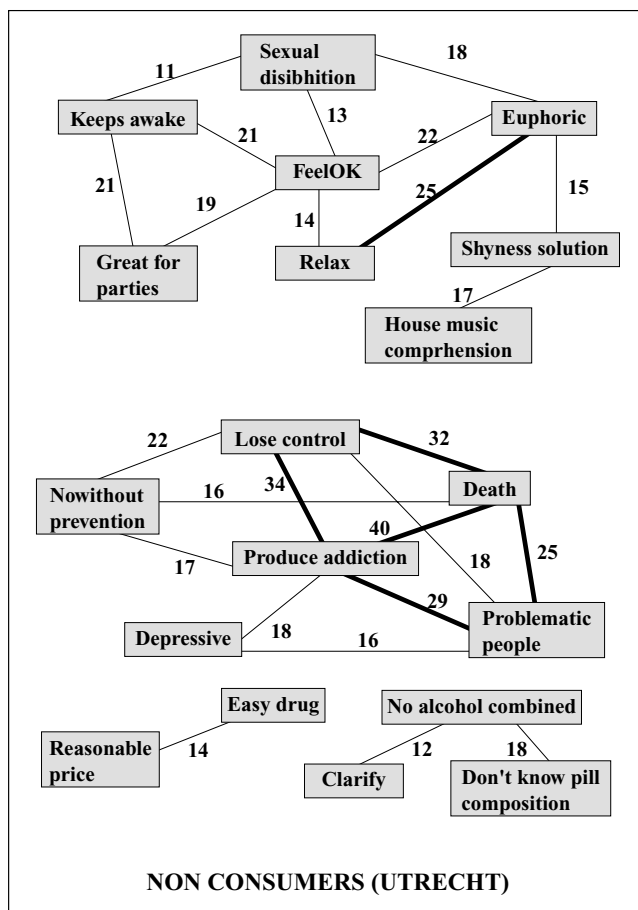 Sexual
disibhition
11
18
Keeps awake
13
Euphoric
21
22
FeelOK
21
25
15
19
14
Great for
parties
Relax
Shyness solution
17
House music
comprhension
Lose control
22
32
34
Death
Nowithout
prevention
16
40
Produce addiction
18
25
17
29
Problematic
people
Depressive
18
16
Easy drug
No alcohol combined
Reasonable
price
14
12
18
Clarify
Don't know pill
composition
NON CONSUMERS (UTRECHT)